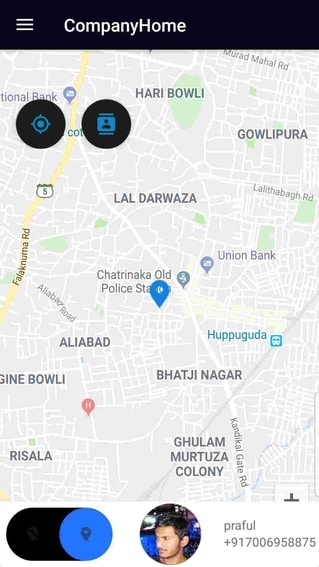 CompanyHome
Murad Mahal Rd
tional Bank
HARI BOWLI
cot
GOWLIPURA
5
Lalithabagh Rd
LAL DARWAZA
Falaknuma Rd
Union Bank
Chatrinaka Old
Police Stati
Aliabad Road
Huppuguda
ALIABAD
GINE BOWLI
BHATJI NAGAR
H
Kandikal Gate Rd
GHULAM
MURTUZA
COLONY
RISALA
praful
+917006958875